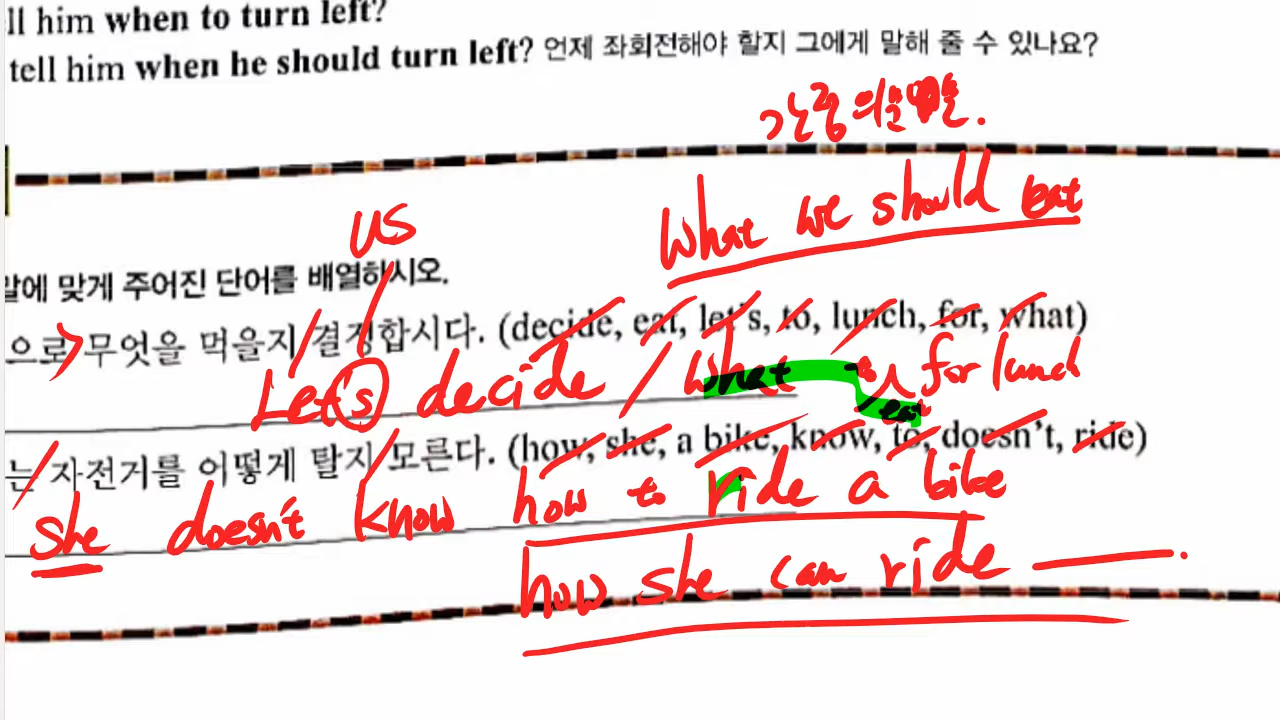 ll him when to turn left?
tell him when he should turn left? 언제 좌회전해야 할지 그에게 말해 줄 수 있나요?
What we should eat
us
말에 맞게 주어진 단어를 배열하시오.
으로 무엇을 먹을지 결정합시다. (decide, eat, let's, to, lunch, for, what)
Let's decide / what to eat for lunch
는 자전거를 어떻게 탈지 모른다. (how, she, a bike, know, to, doesn't, ride)
She doesn't know how to ride a bike
how she can ride